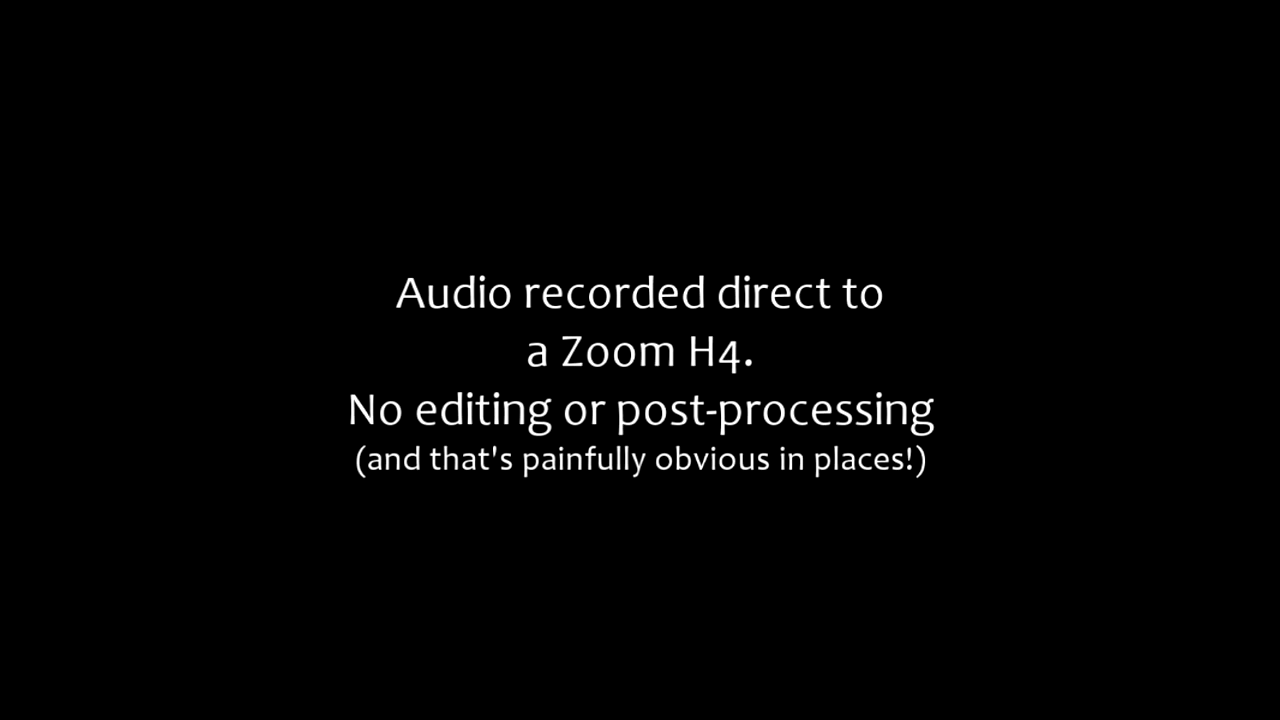 Audio recorded direct to
a Zoom H4.
No editing or post-processing
(and that's painfully obvious in places!)